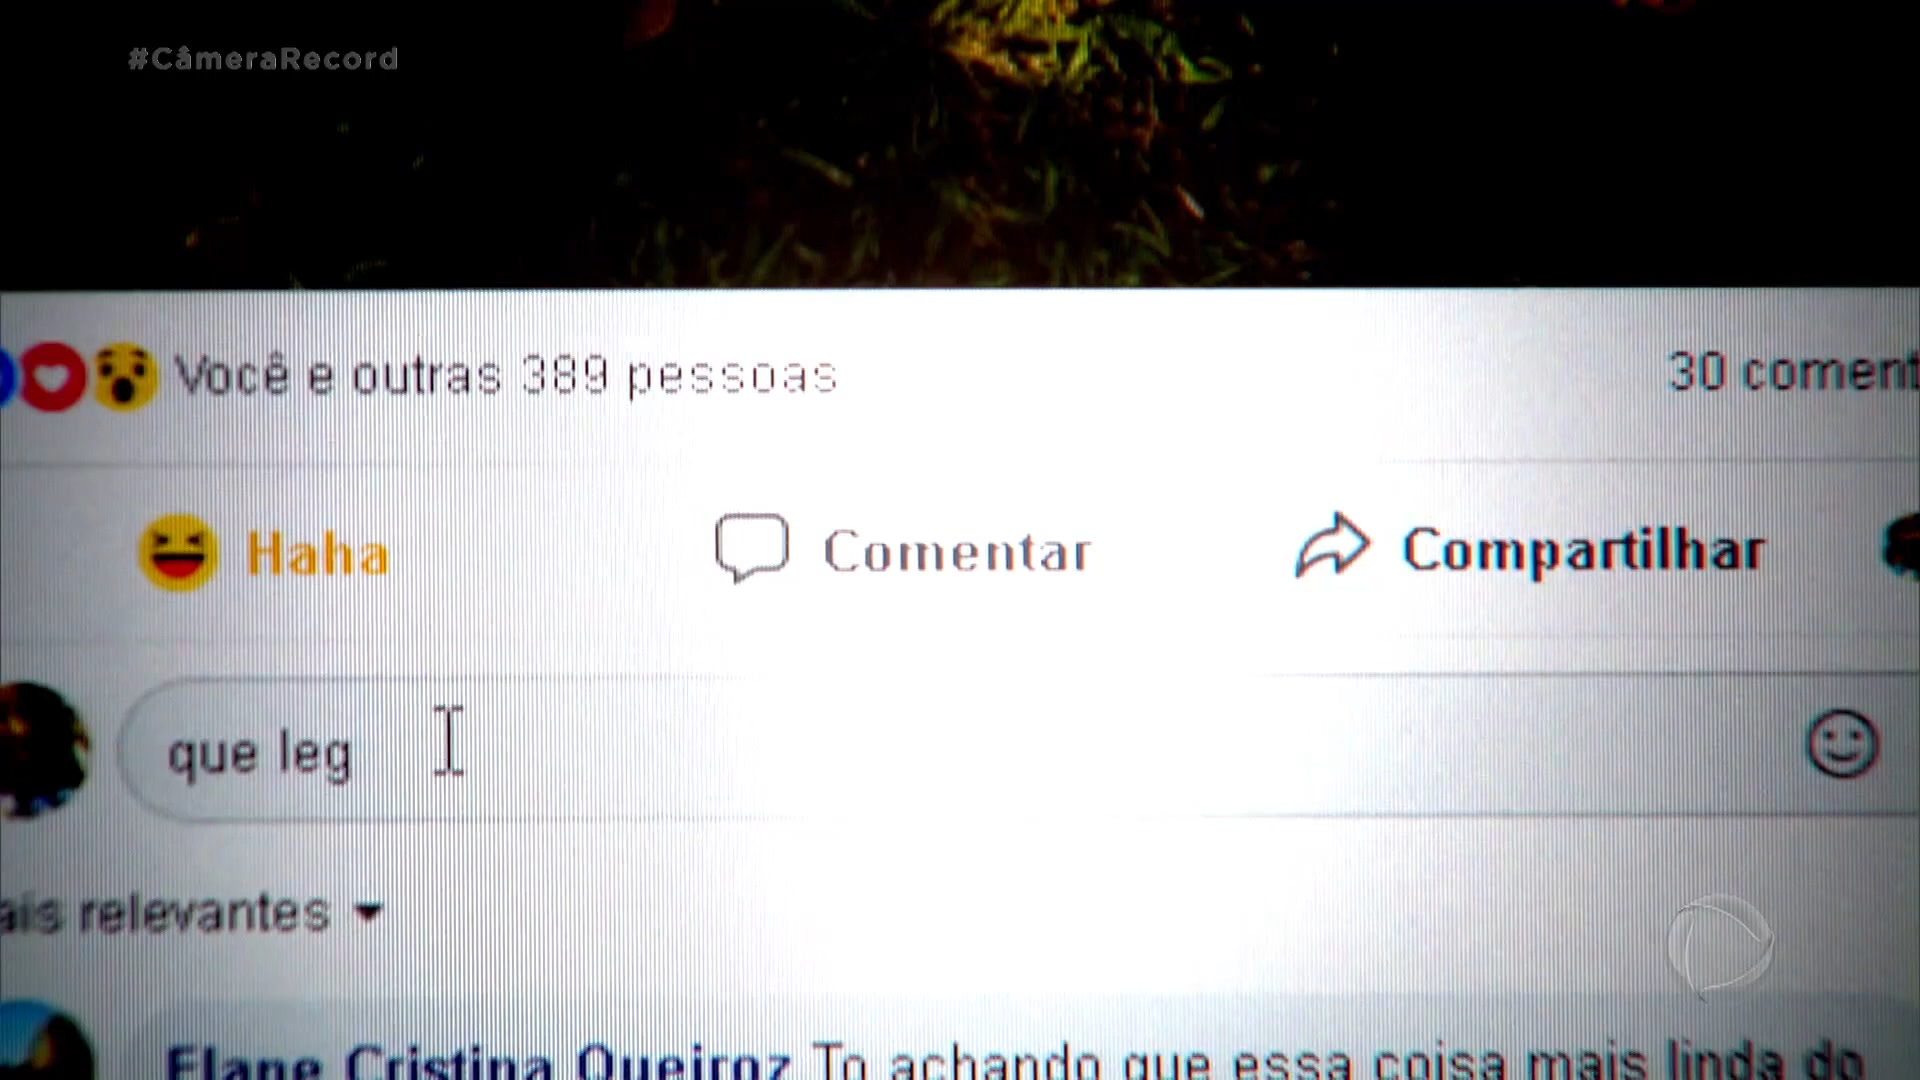 #CâmeraRecord
Você e outras 389 pessoas
30 coment
Haha
Comentar
Compartilhar
que leg
ais relevantes
Elane Cristina Queiroz To achando que essa coisa mais linda do